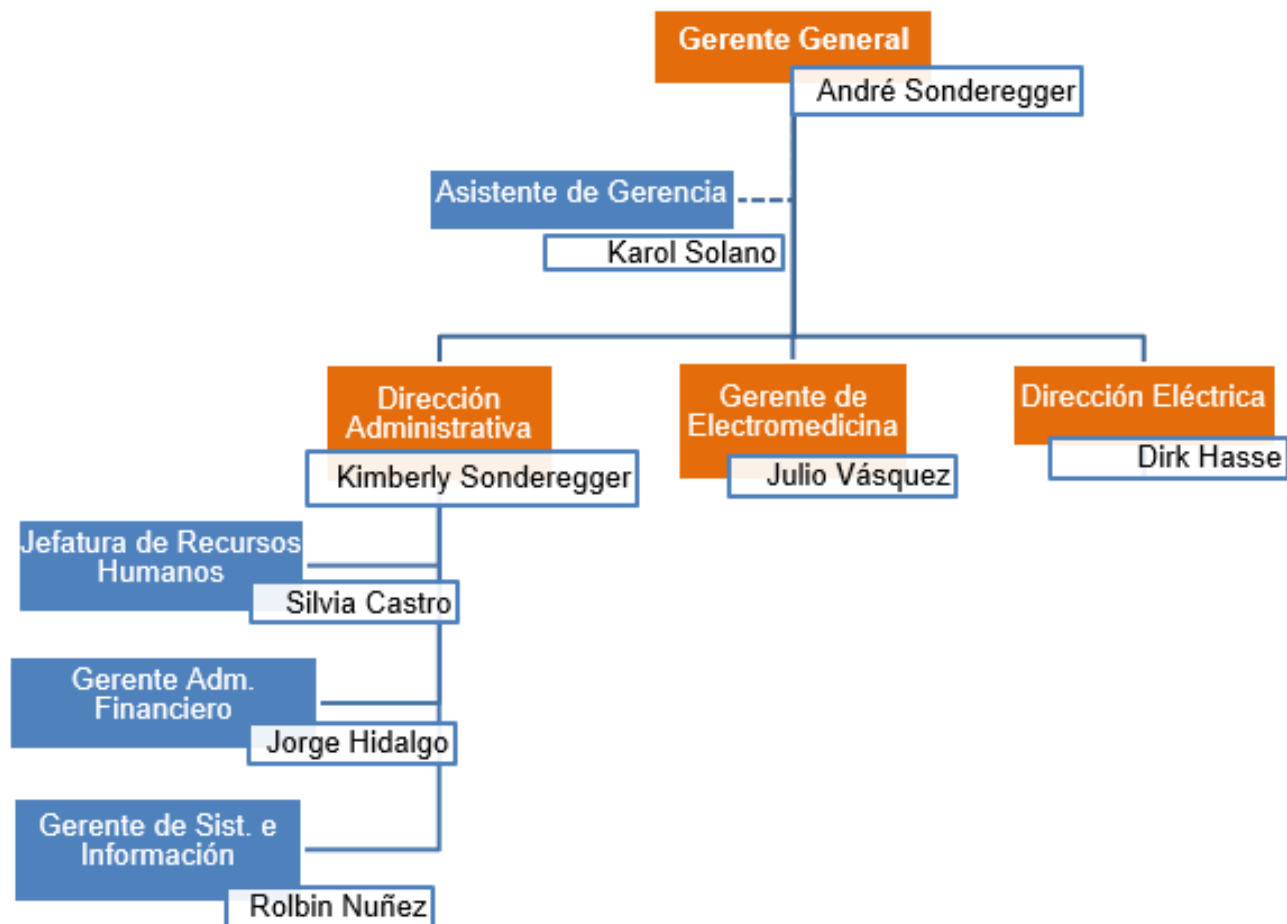 Gerente General
André Sonderegger
Asistente de Gerencia
Karol Solano
Dirección
Administrativa
Kimberly Sonderegger
Gerente de
Electromedicina
Julio Vásquez
Dirección Eléctrica
Dirk Hasse
Jefatura de Recursos
Humanos
Silvia Castro
Gerente Adm.
Financiero
Jorge Hidalgo
Gerente de Sist. e
Información
Rolbin Nuñez